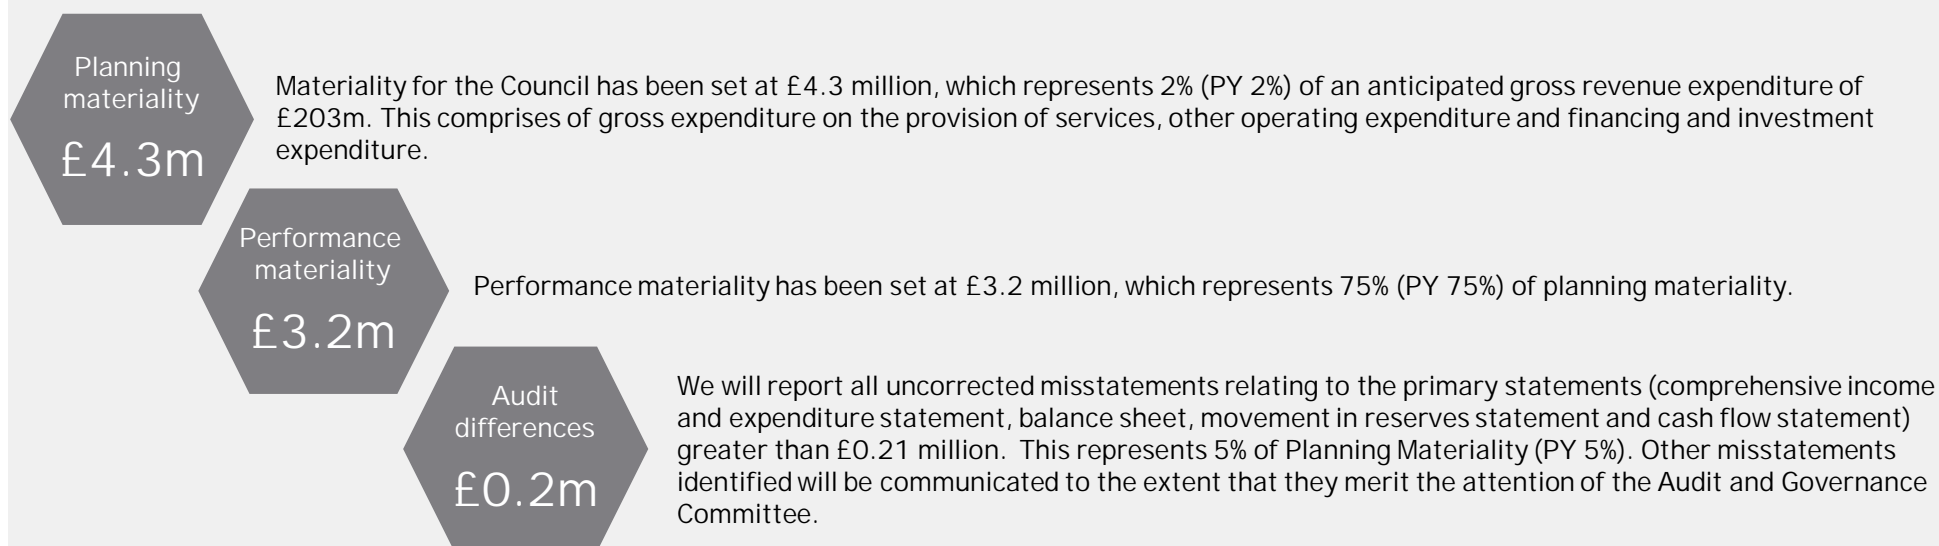 Planning
materiality
£4.3m
Materiality for the Council has been set at £4.3 million, which represents 2% (PY 2%) of an anticipated gross revenue expenditure of
£203m. This comprises of gross expenditure on the provision of services, other operating expenditure and financing and investment
expenditure.
Performance
materiality
£3.2m
Performance materiality has been set at £3.2 million, which represents 75% (PY 75%) of planning materiality.
Audit
differences
£0.2m
We will report all uncorrected misstatements relating to the primary statements (comprehensive income
and expenditure statement, balance sheet, movement in reserves statement and cash flow statement)
greater than £0.21 million. This represents 5% of Planning Materiality (PY 5%). Other misstatements
identified will be communicated to the extent that they merit the attention of the Audit and Governance
Committee.